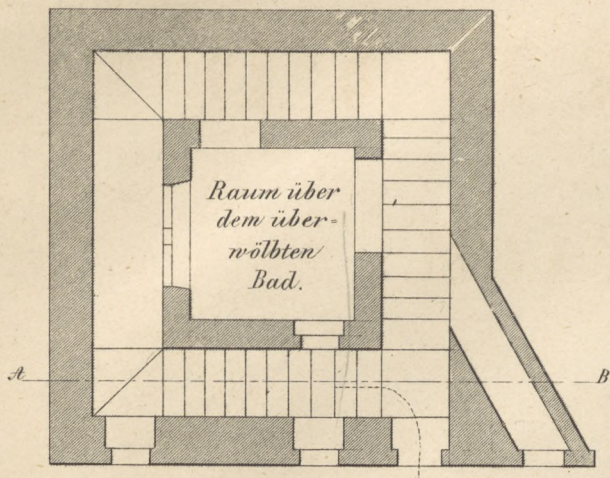 Raum über
dem über=
wölbten
Bad.
A
B